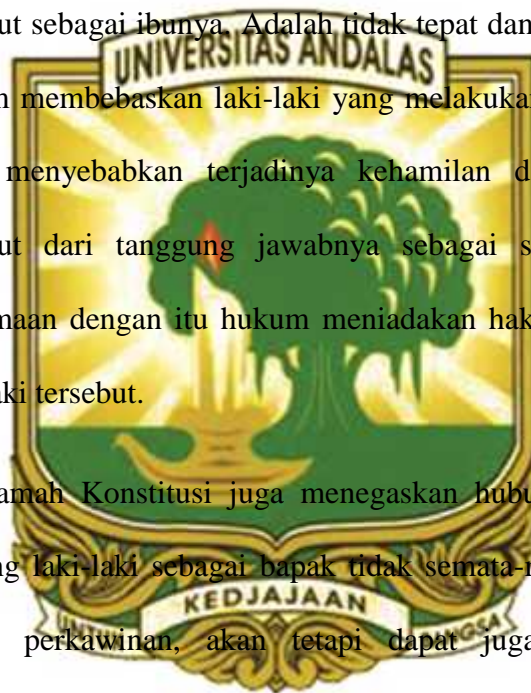 ut sebagai ibunya. Adalah tidak tepat dan
UNIVERSITAS ANDALAS
n membebaskan laki-laki yang melakuka
menyebabkan terjadinya kehamilan d
ut dari tanggung jawabnya sebagai s
maan dengan itu hukum meniadakan hak
aki tersebut.
amah Konstitusi juga menegaskan hubu
ng laki-laki sebagai bapak tidak semata-
KEDJAJAAN
perkawinan, akan tetapi dapat juga